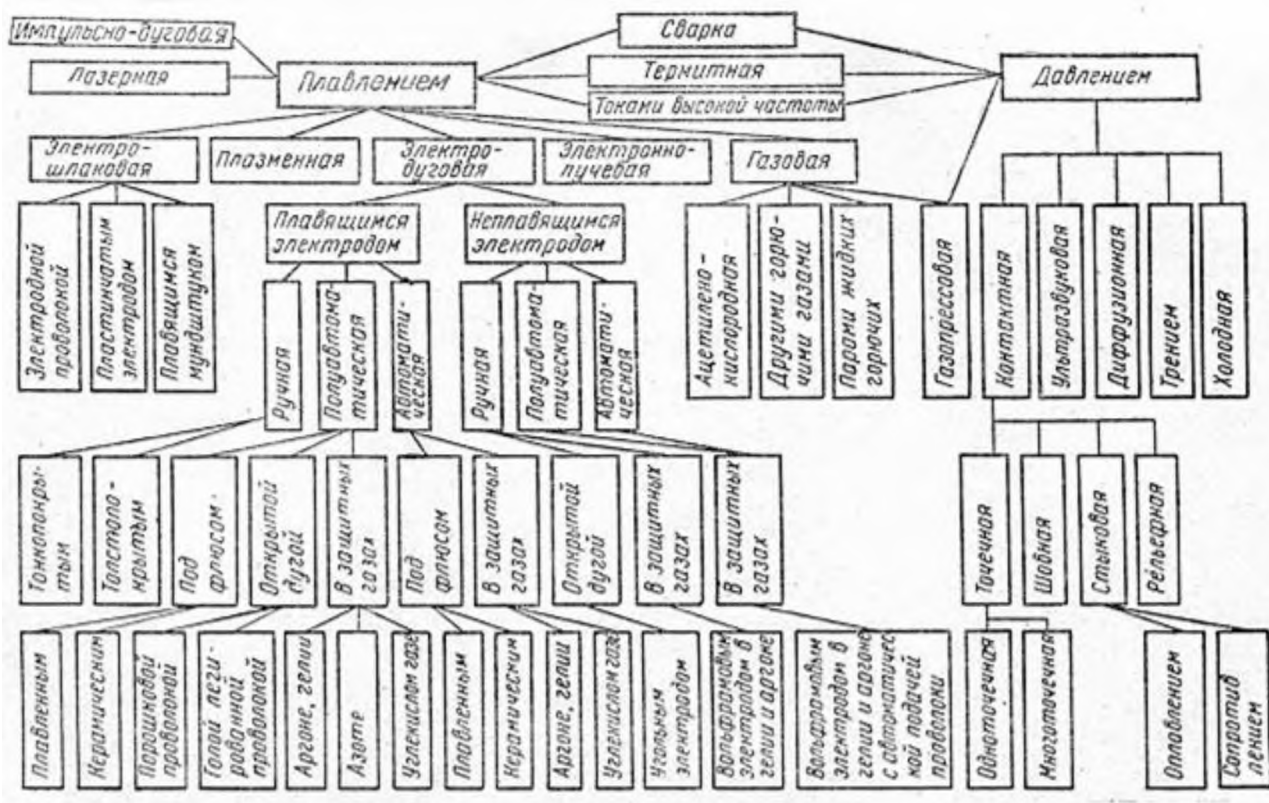 Импульсно-дуговая
Сварка
Лазерная
Плавлением
Термитная
Давлением
Токами высокой частоты
Электро-
шлаковая
Плазменная
Электро-
дуговая
Электронно-
лучевая
Газовая
Электродной
проволокой
Пластинчатым
электродом
Плавящимся
мундштуком
Плавящимся
электродом
Неплавящимся
электродом
Ацетилено-
кислородная
Другими горю-
чими газами
Парами жидких
горючих
Газопрессовая
Контактная
Ультразвуковая
Диффузионная
Трением
Холодная
Ручная
Полуавтома-
тическая
Автомати-
ческая
Ручная
Полуавтома-
тическая
Автомати-
ческая
Тонкопокры-
тым
Толстопо-
крытым
Под
флюсом
Открытой
дугой
В защитных
газах
Под
флюсом
В защитных
газах
Открытой
дугой
В защитных
газах
В защитных
газах
Точечная
Шовная
Стыковая
Рельефная
Плавленным
Керамическим
Порошковой
проволокой
Голой леги-
рованной
проволокой
Аргоне, гелии
Азоте
Углекислом газе
Плавленным
Керамическим
Аргоне, гелии
Углекислом газе
Угольным
электродом
Вольфрамовым
электродом в
гелии и аргоне
Вольфрамовым
электродом в
гелии и аргоне
с автоматичес-
кой подачей
проволоки
Одноточечная
Многоточечная
Оплавлением
Сопротив
лением